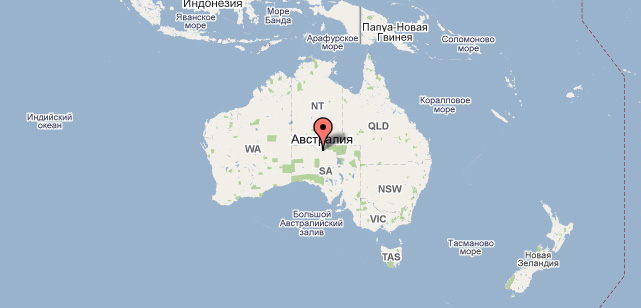 Индонезия
Яванское
море
Море
Банда
Арафурское
море
Папуа-Новая
Гвинея
Соломоново
море
Индийский
океан
Коралловое
море
NT
QLD
Австралия
WA
SA
NSW
Большой
Австралийский
залив
VIC
TAS
Тасманово
море
Новая
Зеландия